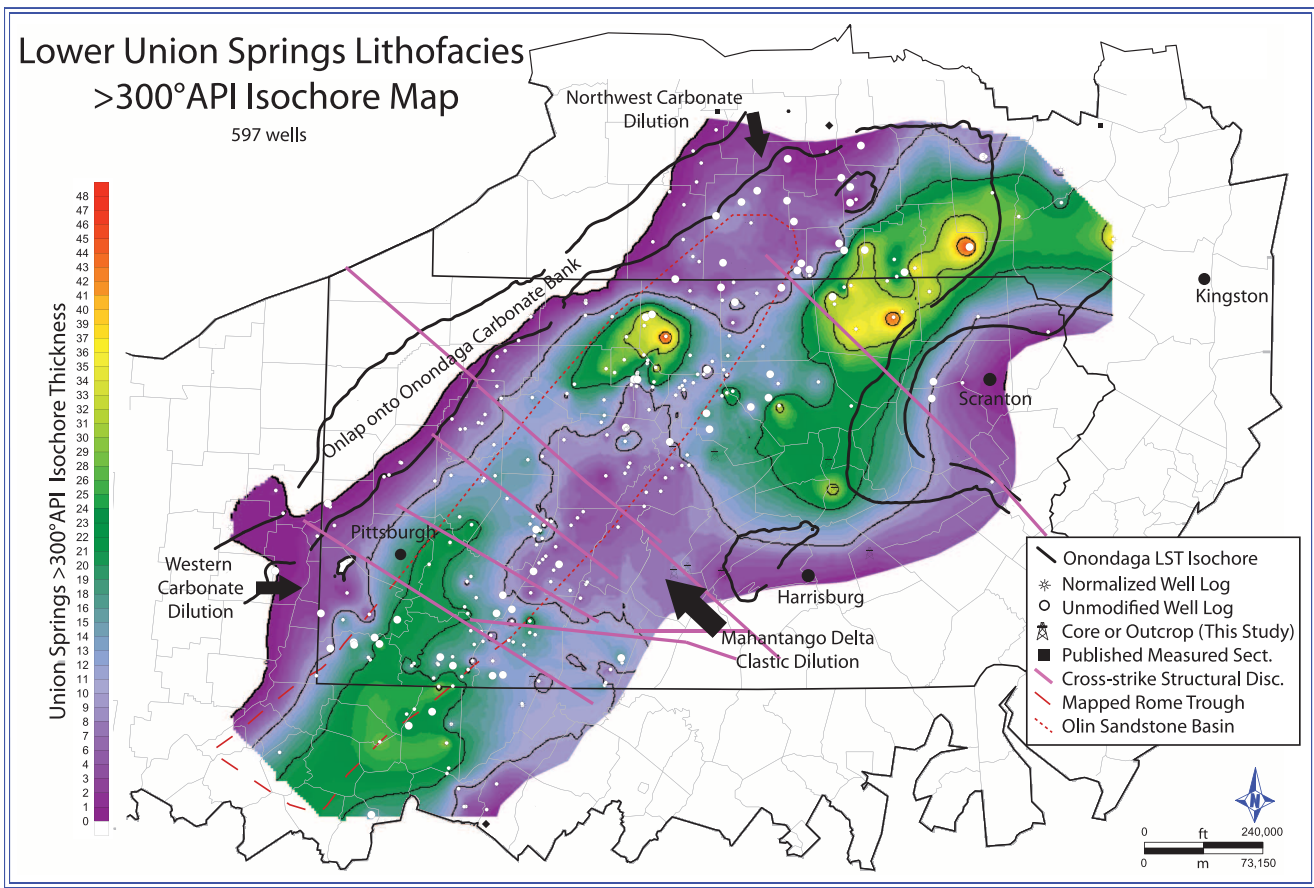 Lower Union Springs Lithofacies
>300°API Isochore Map
597 wells
Northwest Carbonate
Dilution
Onlap onto Onondaga Carbonate Bank
Kingston
Scranton
Pittsburgh
Western
Carbonate
Dilution
Harrisburg
Mahantango Delta
Clastic Dilution
Union Springs >300°API Isochore Thickness
48
47
46
45
44
43
42
41
40
39
38
37
36
35
34
33
32
31
30
29
28
27
26
25
24
23
22
21
20
19
18
17
16
15
14
13
12
11
10
9
8
7
6
5
4
3
2
1
0
Onondaga LST Isochore
Normalized Well Log
Unmodified Well Log
Core or Outcrop (This Study)
Published Measured Sect.
Cross-strike Structural Disc.
Mapped Rome Trough
Olin Sandstone Basin
N
0 ft 240,000
0 m 73,150